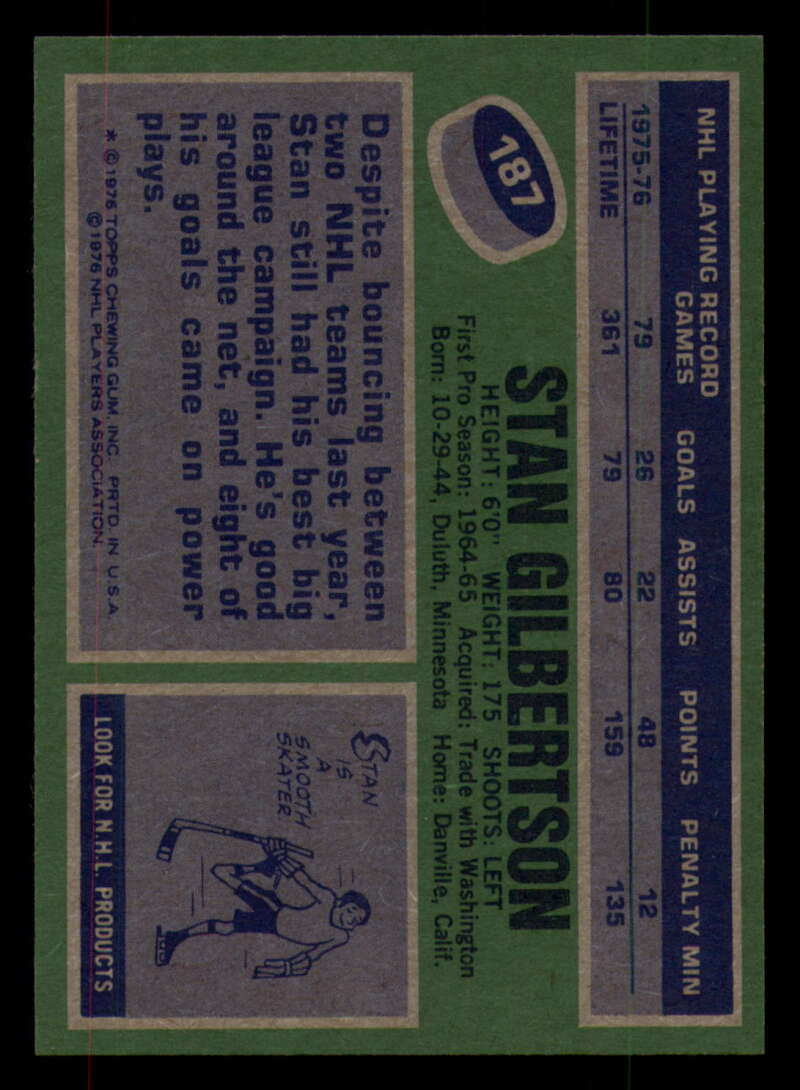 NHL PLAYING RECORD
GAMES GOALS ASSISTS POINTS PENALTY MIN
1975-76 79 26 22 48 12
LIFETIME 361 79 80 159 135
187
STAN GILBERTSON
HEIGHT: 6'0" WEIGHT: 175 SHOOTS: LEFT
First Pro Season: 1964-65 Acquired: Trade with Washington
Born: 10-29-44, Duluth, Minnesota Home: Danville, Calif.
Despite bouncing between
two NHL teams last year,
Stan still had his best big
league campaign. He's good
around the net, and eight of
his goals came on power
plays.
* © 1976 TOPPS CHEWING GUM, INC. PRTD. IN U.S.A.
© 1976 NHL PLAYERS ASSOCIATION.
STAN
IS
A
SMOOTH
SKATER
LOOK FOR N.H.L. PRODUCTS